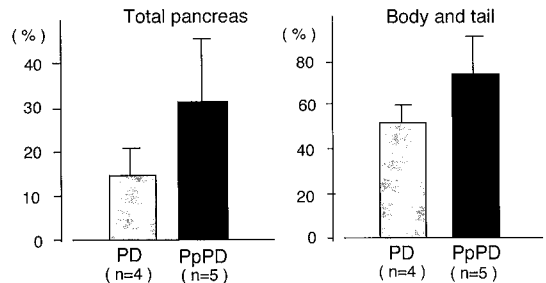 Total pancreas
( % )
40
30
20
10
0
PD
( n=4 )
PpPD
( n=5 )
Body and tail
( % )
80
60
40
20
0
PD
( n=4 )
PpPD
( n=5 )